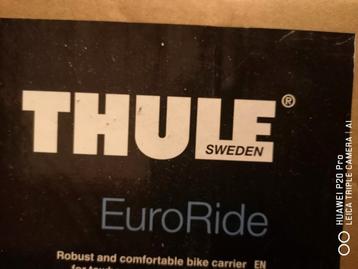 THULE®
SWEDEN
EuroRide
Robust and comfortable bike carrier EN
HUAWEI P20 Pro
LEICA TRIPLE CAMERA | AI